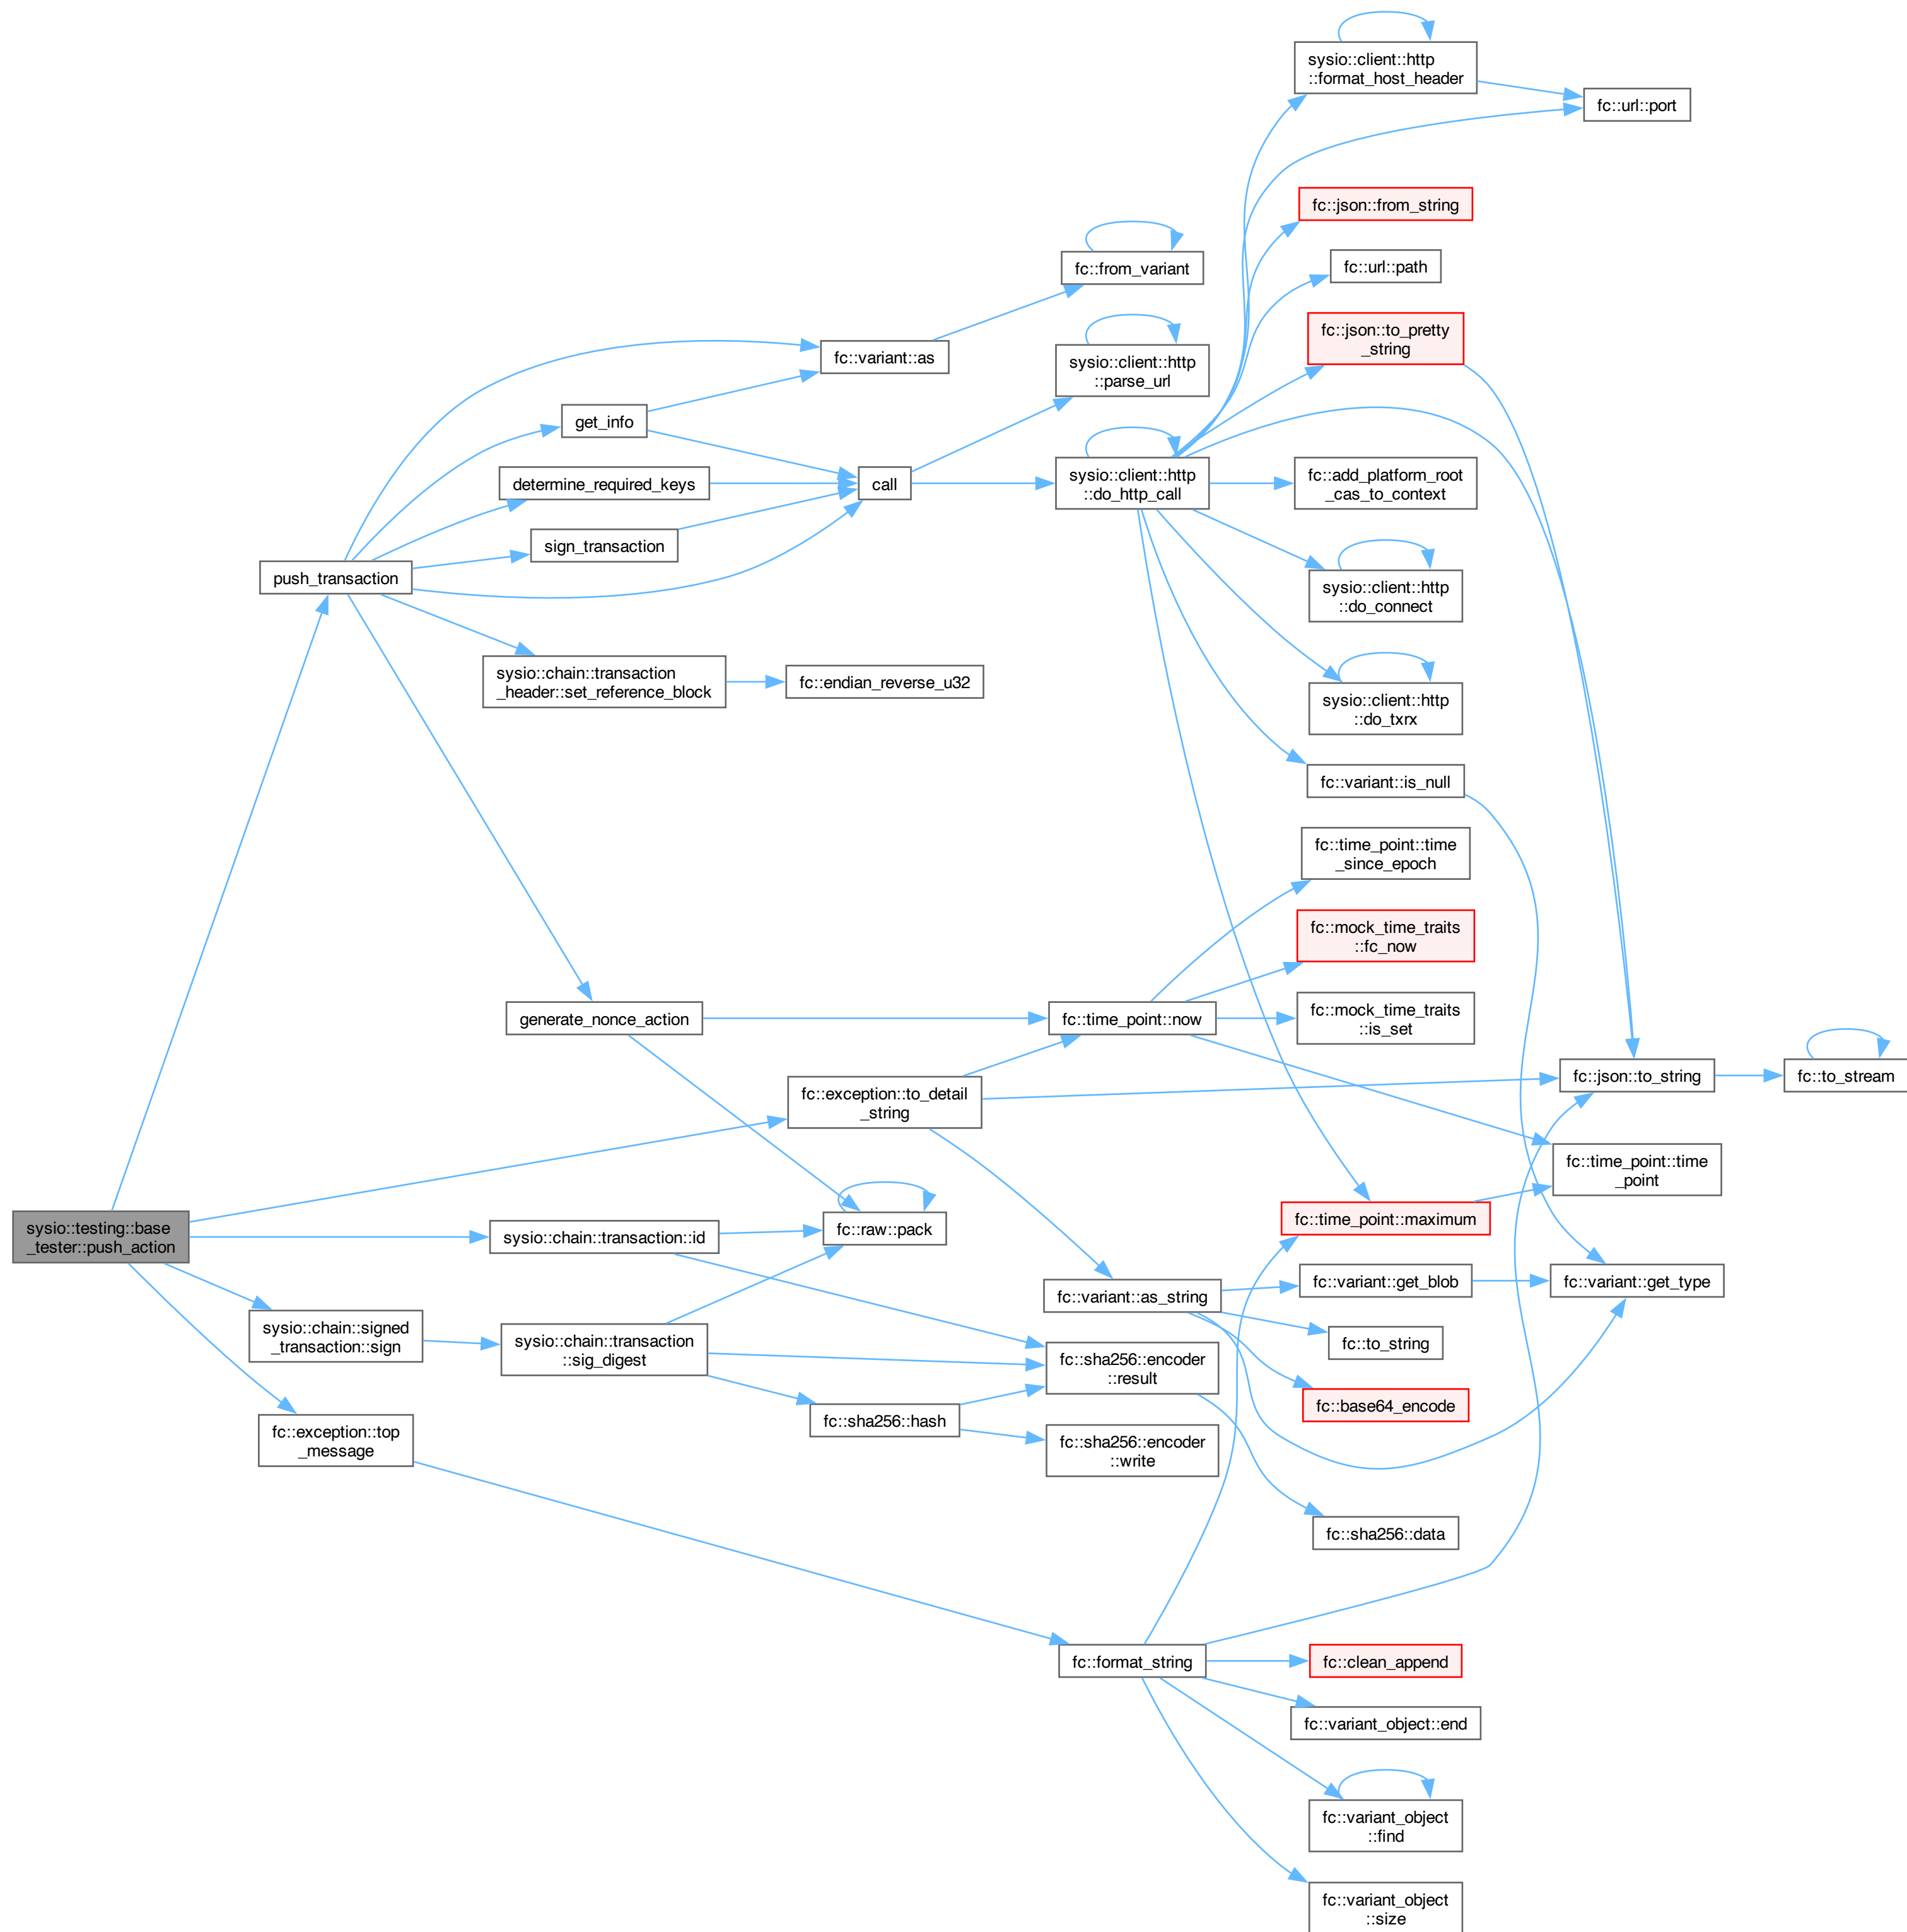 sysio::client::http
::format_host_header
fc::url::port
fc::json::from_string
fc::from_variant
fc::url::path
fc::json::to_pretty
_string
fc::variant::as
sysio::client::http
::parse_url
get_info
call
determine_required_keys
sysio::client::http
::do_http_call
fc::add_platform_root
_cas_to_context
sign_transaction
push_transaction
sysio::client::http
::do_connect
sysio::chain::transaction
_header::set_reference_block
fc::endian_reverse_u32
sysio::client::http
::do_txrx
fc::variant::is_null
fc::time_point::time
_since_epoch
fc::mock_time_traits
::fc_now
generate_nonce_action
fc::time_point::now
fc::mock_time_traits
::is_set
fc::exception::to_detail
_string
fc::json::to_string
fc::to_stream
fc::time_point::time
_point
sysio::testing::base
_tester::push_action
sysio::chain::transaction::id
fc::raw::pack
fc::time_point::maximum
fc::variant::as_string
fc::variant::get_blob
fc::variant::get_type
sysio::chain::signed
_transaction::sign
sysio::chain::transaction
::sig_digest
fc::to_string
fc::sha256::encoder
::result
fc::base64_encode
fc::sha256::hash
fc::exception::top
_message
fc::sha256::encoder
::write
fc::sha256::data
fc::format_string
fc::clean_append
fc::variant_object::end
fc::variant_object
::find
fc::variant_object
::size